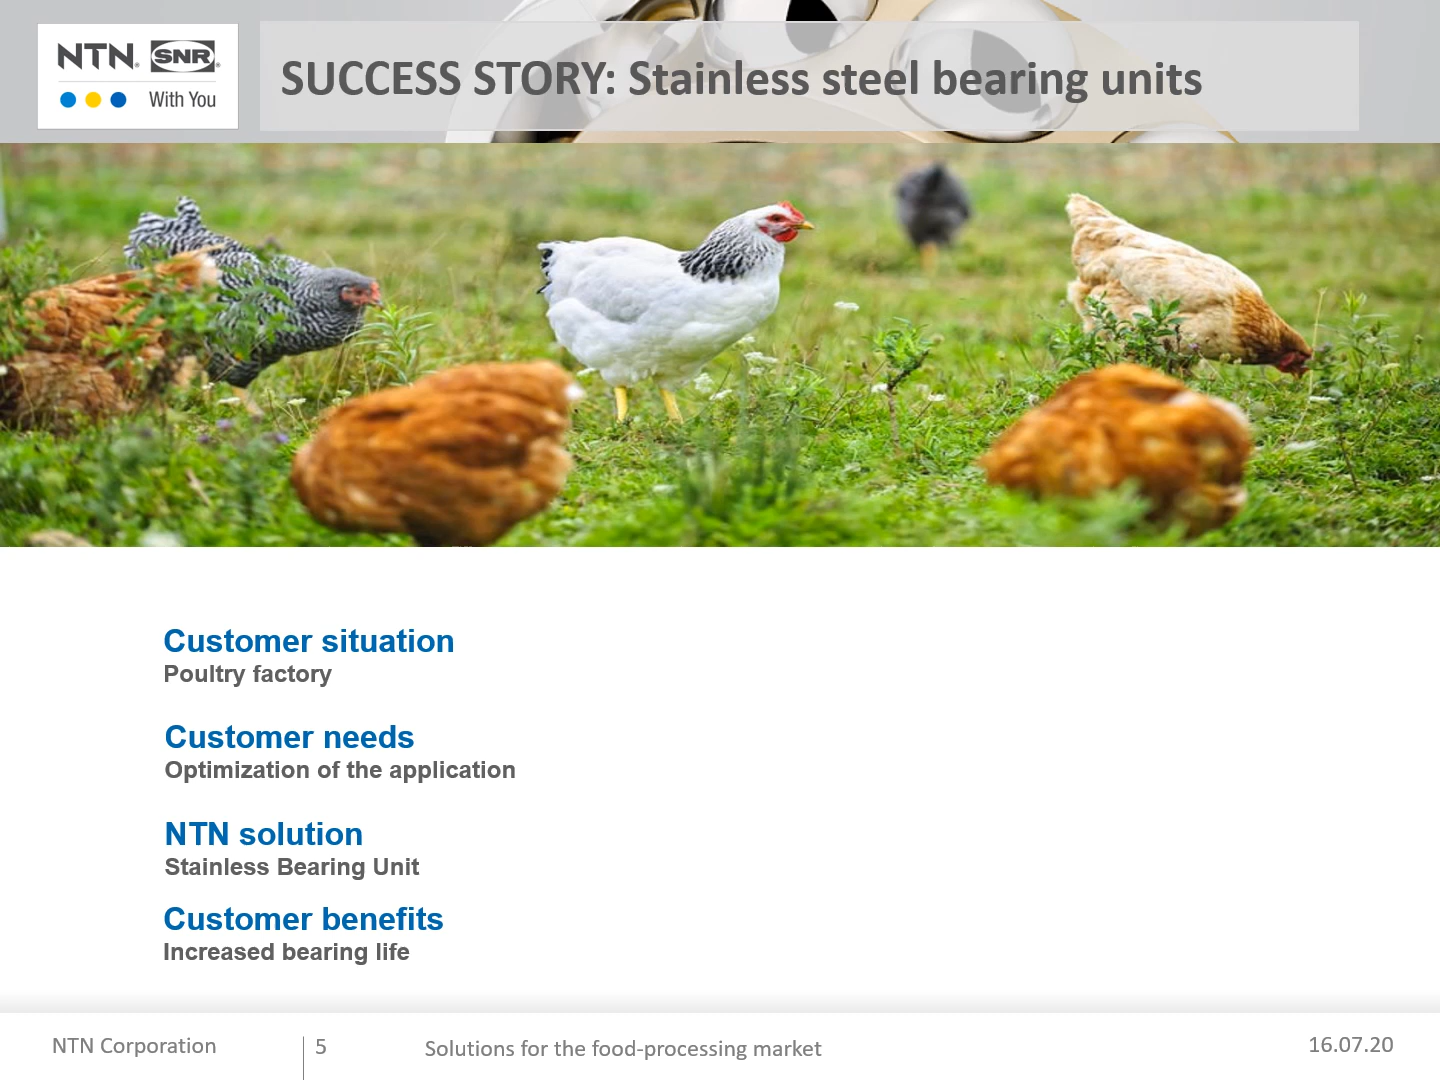 NTN® SNR®
With You
SUCCESS STORY: Stainless steel bearing units
Customer situation
Poultry factory
Customer needs
Optimization of the application
NTN solution
Stainless Bearing Unit
Customer benefits
Increased bearing life
NTN Corporation
5
Solutions for the food-processing market
16.07.20